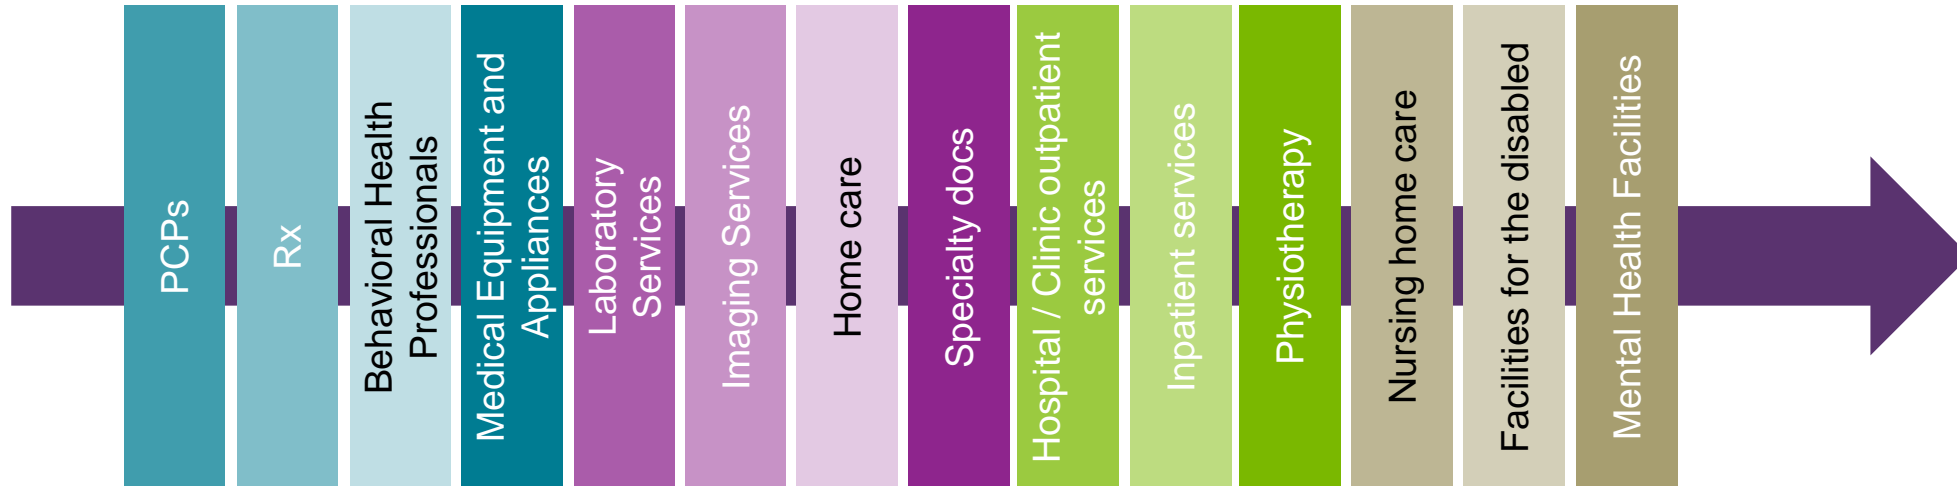 PCPs
Rx
Behavioral Health
Professionals
Medical Equipment and
Appliances
Laboratory
Services
Imaging Services
Home care
Specialty docs
Hospital / Clinic outpatient
services
Inpatient services
Physiotherapy
Nursing home care
Facilities for the disabled
Mental Health Facilities